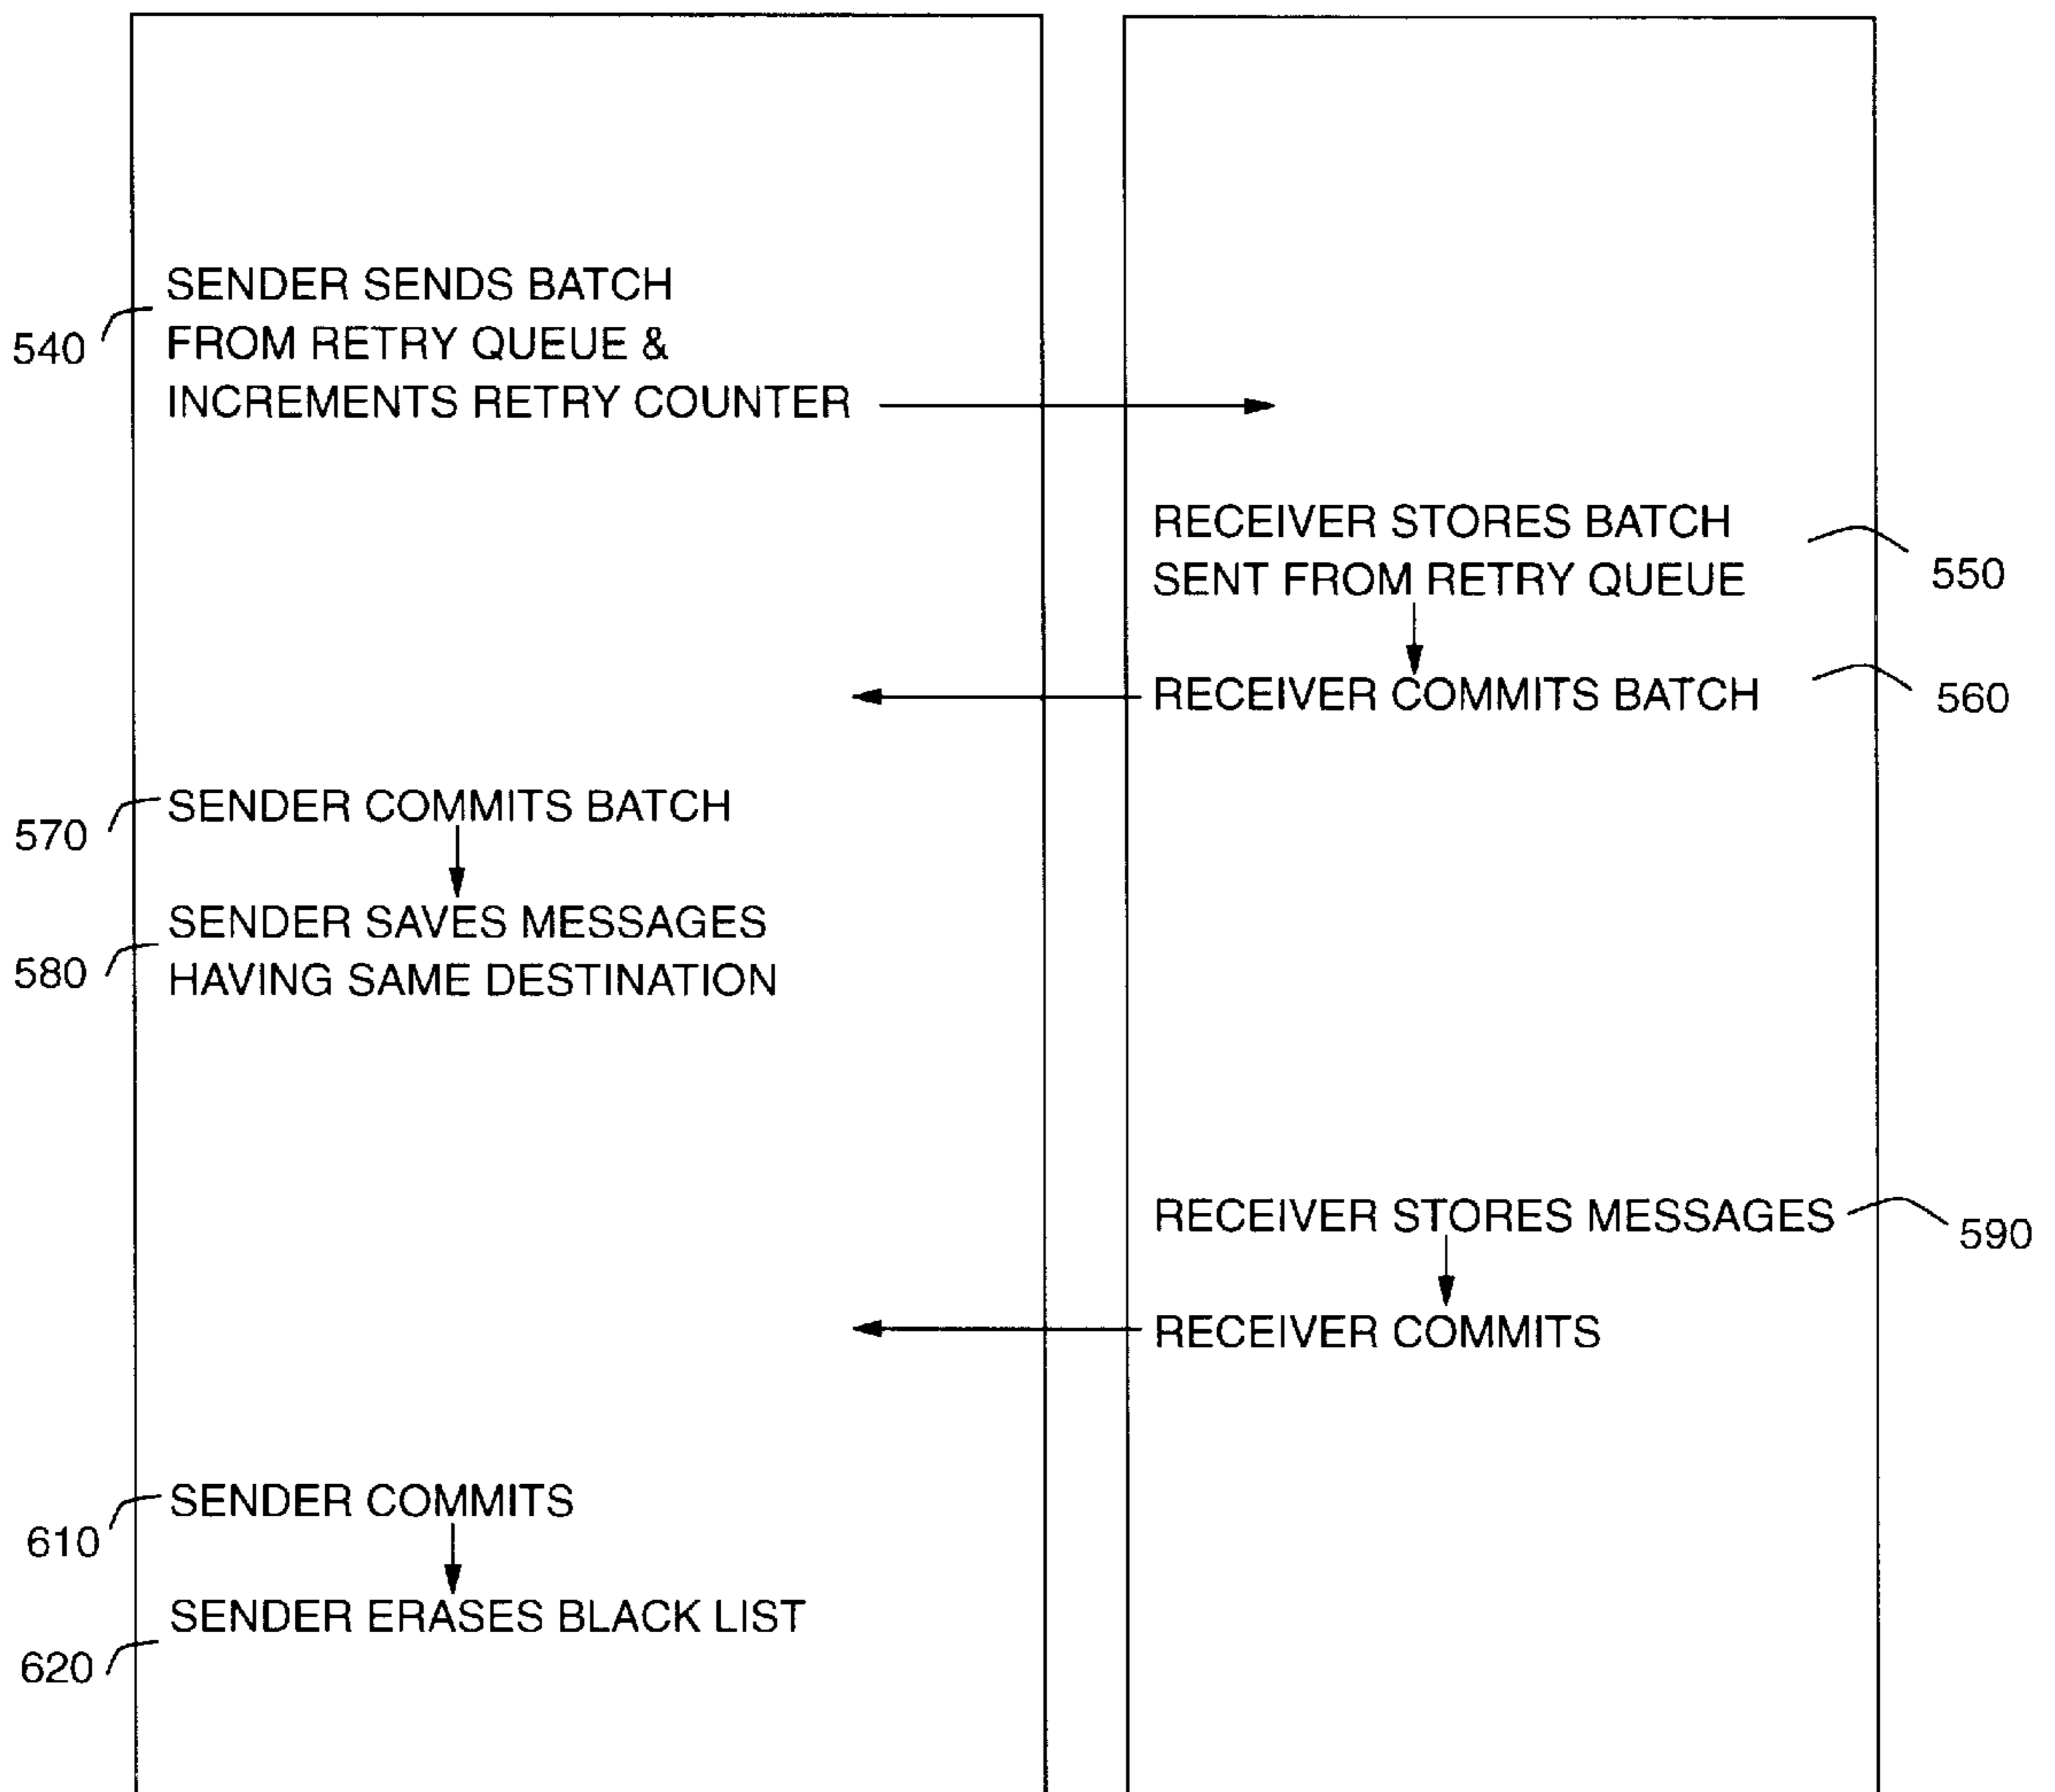 SENDER SENDS BATCH
FROM RETRY QUEUE &
INCREMENTS RETRY COUNTER
540
RECEIVER STORES BATCH
SENT FROM RETRY QUEUE
550
RECEIVER COMMITS BATCH
560
SENDER COMMITS BATCH
570
SENDER SAVES MESSAGES
HAVING SAME DESTINATION
580
RECEIVER STORES MESSAGES
590
RECEIVER COMMITS
SENDER COMMITS
610
SENDER ERASES BLACK LIST
620